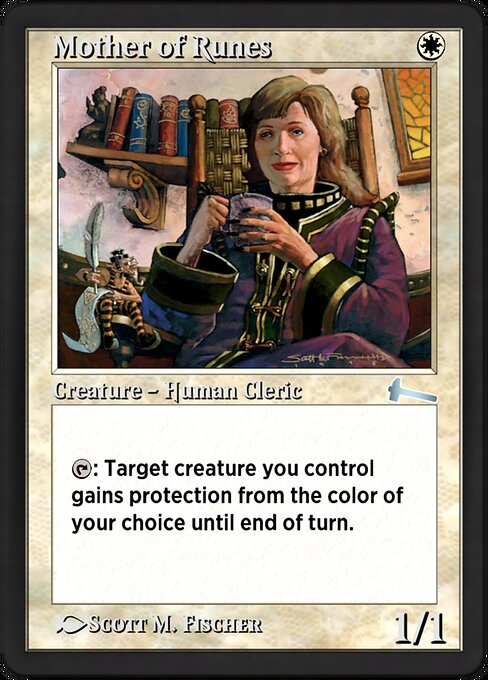 Mother of Runes
Creature – Human Cleric
: Target creature you control
gains protection from the color of
your choice until end of turn.
Scott M. Fischer
1/1